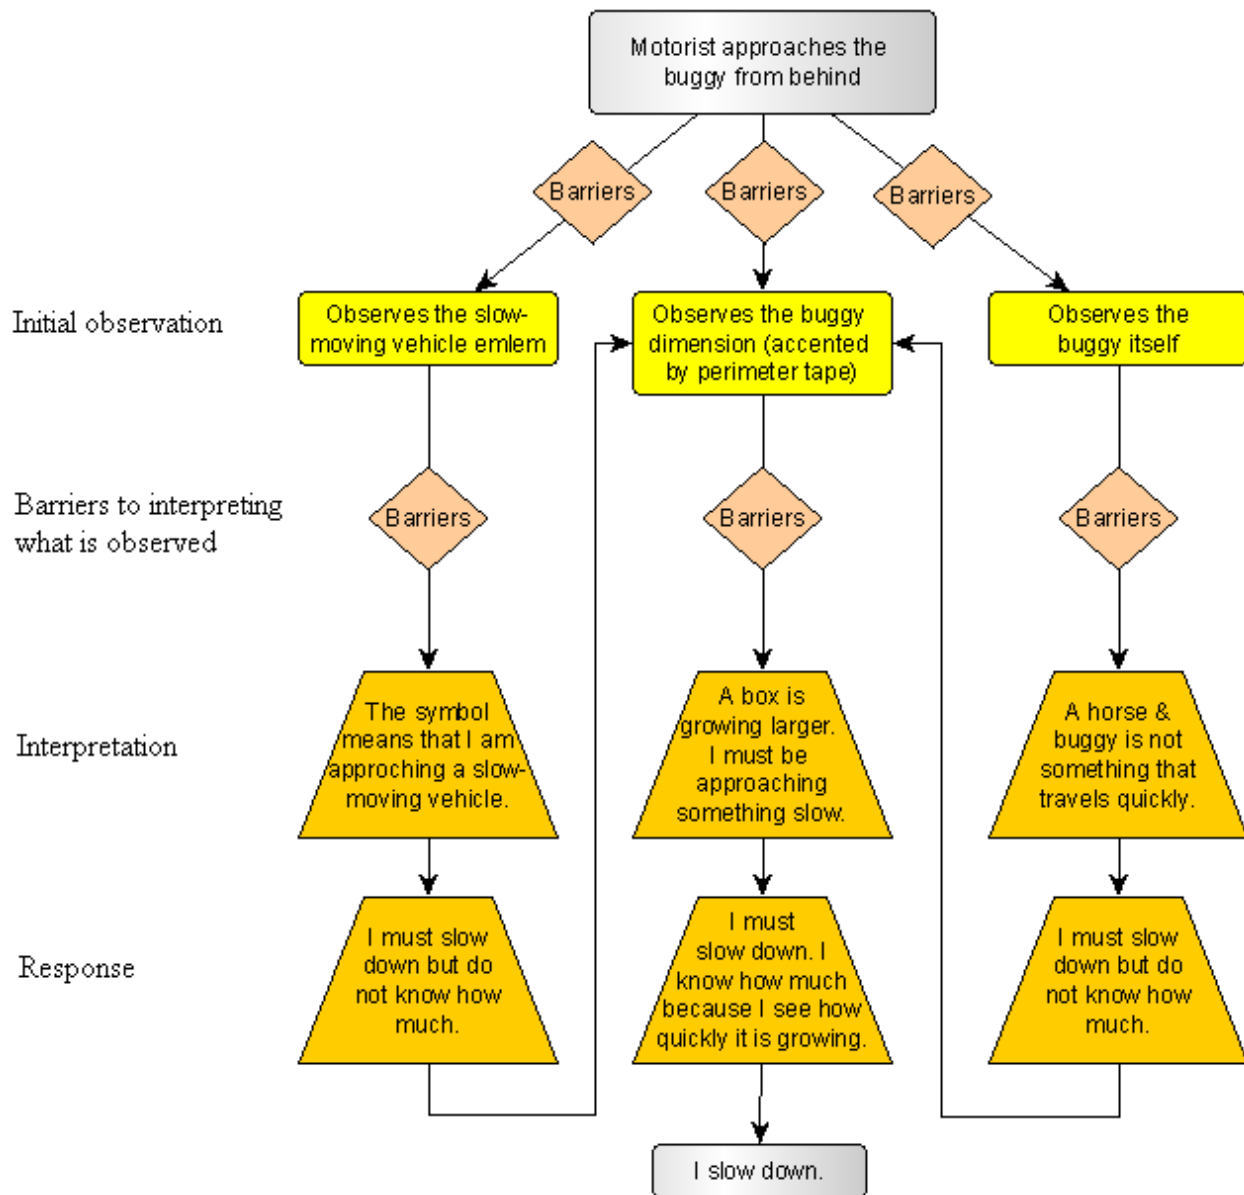 Motorist approaches the
buggy from behind
Barriers
Barriers
Barriers
Initial observation
Observes the slow-
moving vehicle emlem
Observes the buggy
dimension (accented
by perimeter tape)
Observes the
buggy itself
Barriers to interpreting
what is observed
Barriers
Barriers
Barriers
Interpretation
The symbol
means that I am
approching a slow-
moving vehicle.
A box is
growing larger.
I must be
approaching
something slow.
A horse &
buggy is not
something that
travels quickly.
Response
I must slow
down but do
not know how
much.
I must
slow down. I
know how much
because I see how
quickly it is growing.
I must slow
down but do
not know how
much.
I slow down.